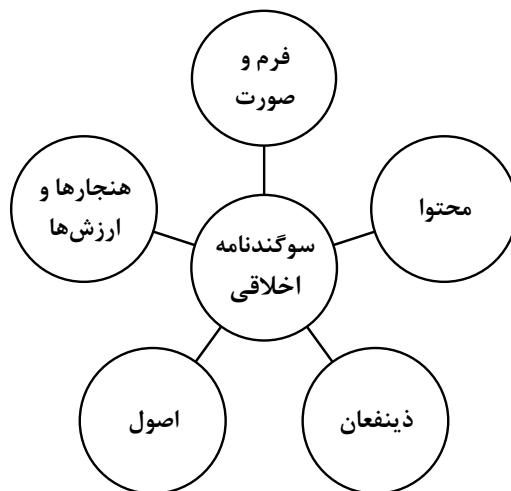 فرم و
صورت
محتوا
هنجارها و
ارزش‌ها
سوگندنامه
اخلاقی
اصول
ذینفعان